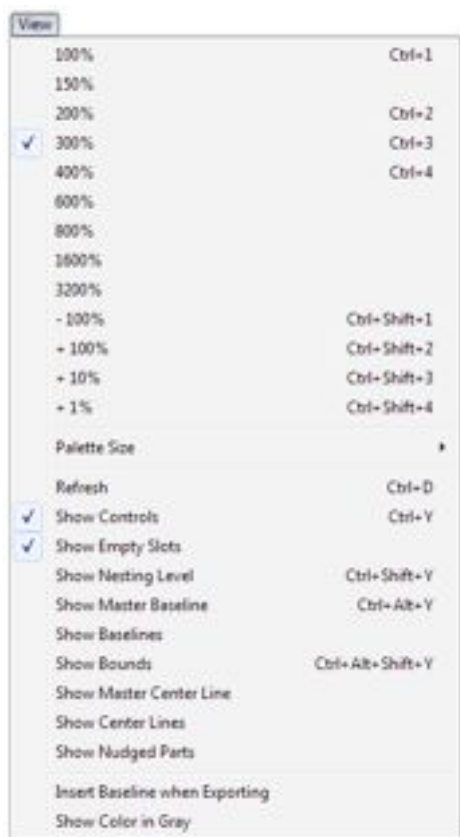 View
100% Ctrl+1
150%
200% Ctrl+2
300% Ctrl+3
400% Ctrl+4
600%
800%
1600%
3200%
- 100% Ctrl+Shift+1
+ 100% Ctrl+Shift+2
+ 10% Ctrl+Shift+3
+ 1% Ctrl+Shift+4
Palette Size
Refresh Ctrl+D
Show Controls Ctrl+Y
Show Empty Slots
Show Nesting Level Ctrl+Shift+Y
Show Master Baseline Ctrl+Alt+Y
Show Baselines
Show Bounds Ctrl+Alt+Shift+Y
Show Master Center Line
Show Center Lines
Show Nudged Parts
Insert Baseline when Exporting
Show Color in Gray